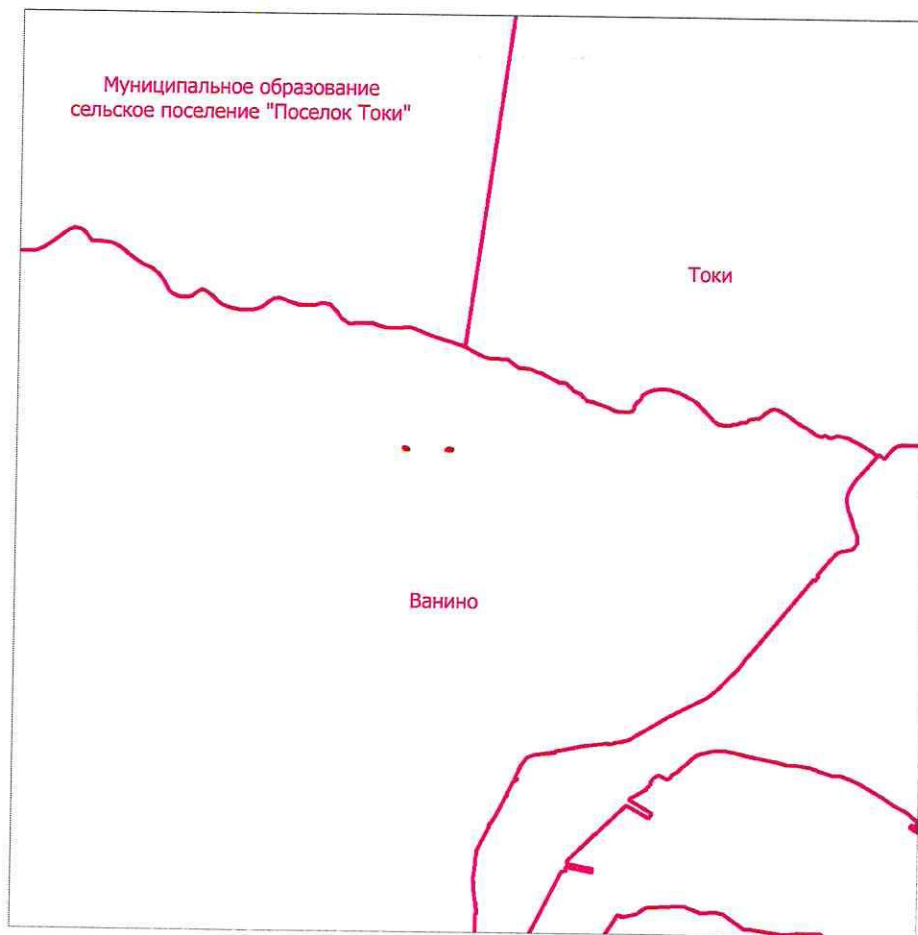 Муниципальное образование
сельское поселение "Поселок Токи"
Токи
Ванино